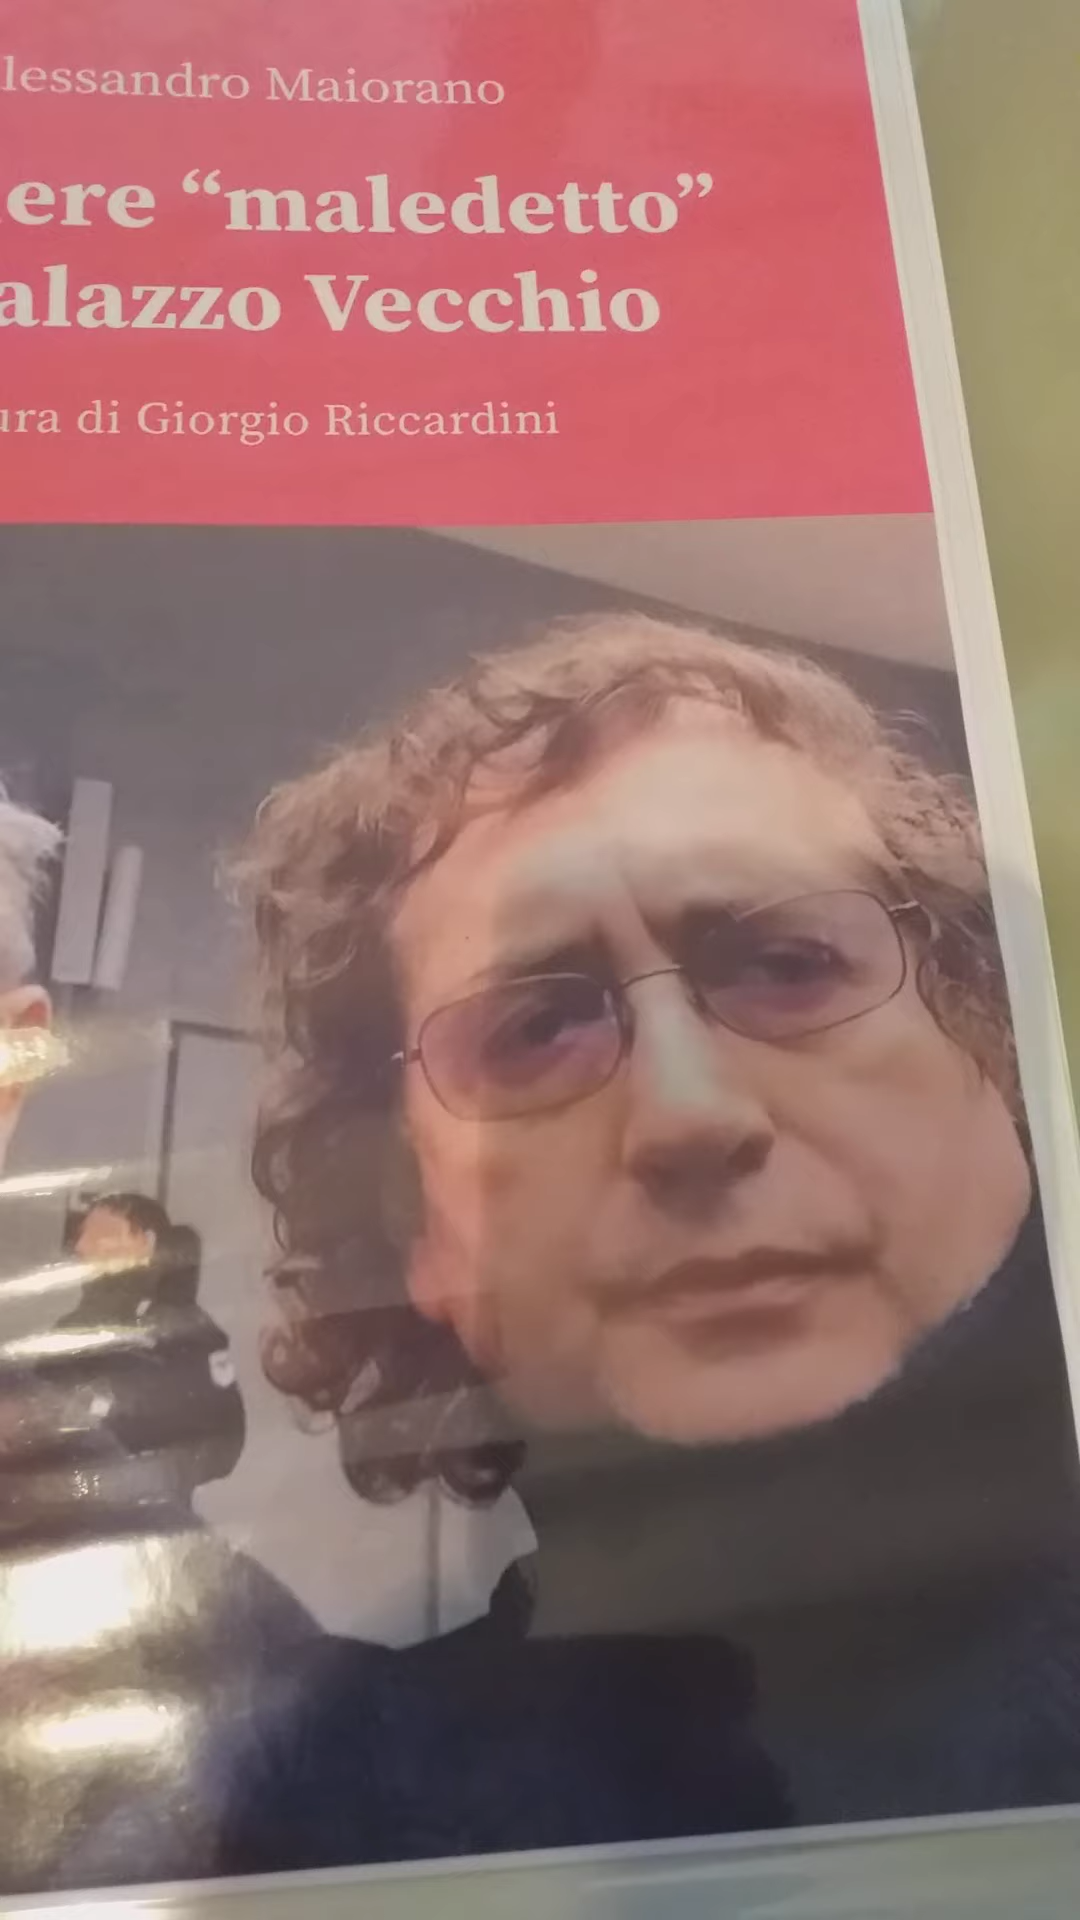 lessandro Maiorano
ere “maledetto”
alazzo Vecchio
ura di Giorgio Riccardini